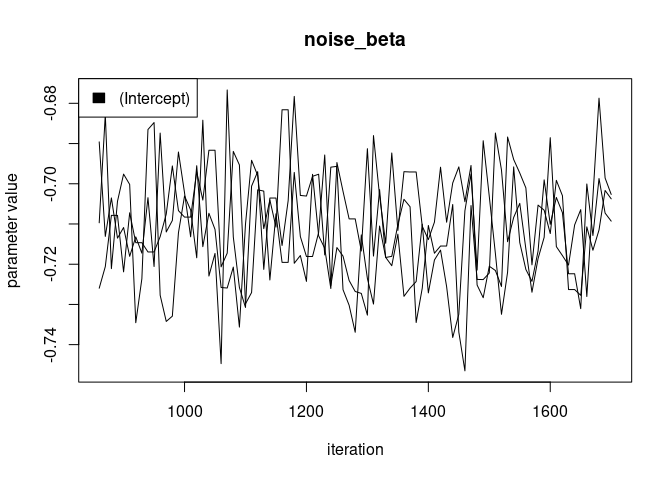 noise_beta
(Intercept)
-0.68
-0.70
-0.72
-0.74
parameter value
1000 1200 1400 1600
iteration